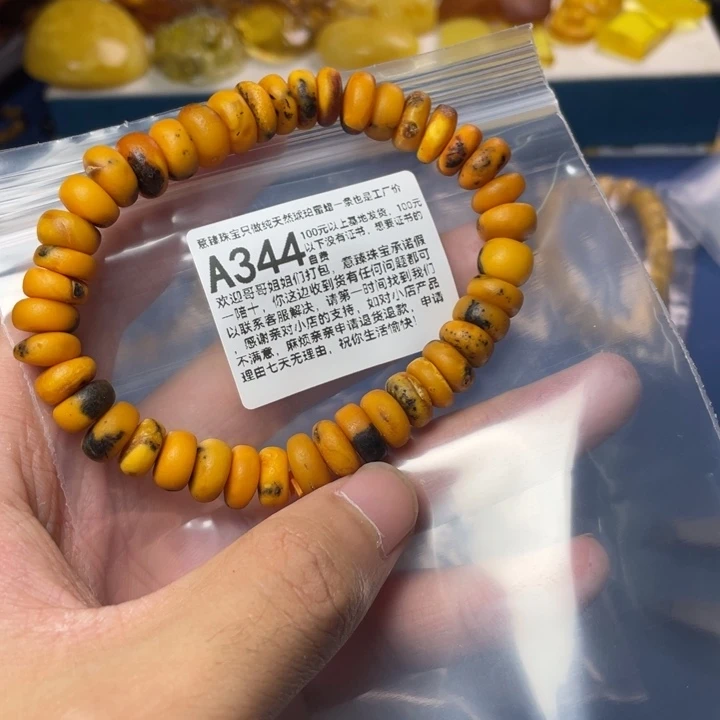 意臻珠宝只做纯天然琥珀蜜蜡一条也是工厂价
A344
100元以上基地发货，100元
以下没有证书，想要证书的
自费
欢迎哥哥姐姐们打包，意臻珠宝承诺假
一赔十，你这边收到货有任何问题都可
以联系客服解决，请第一时间找到我们
，感谢亲对小店的支持，如对小店产品
不满意，麻烦亲亲申请退货退款，申请
理由七天无理由，祝你生活愉快！